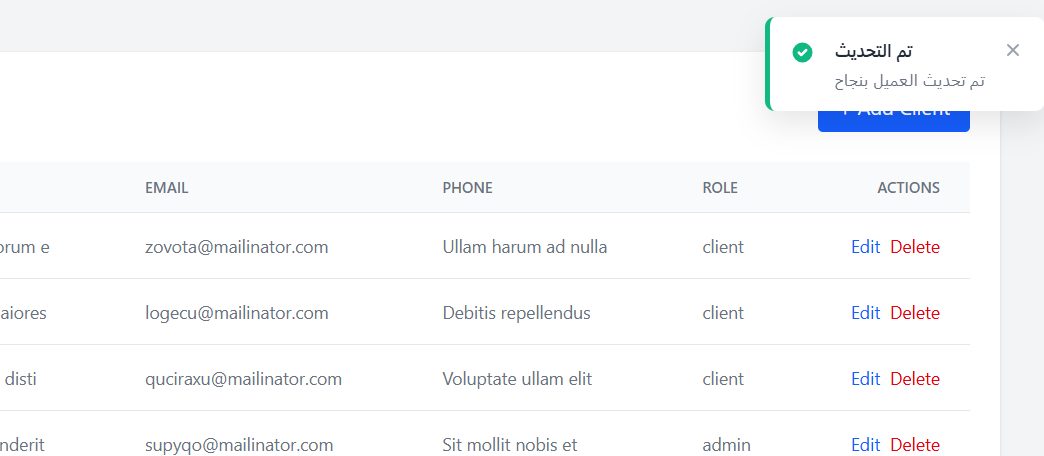 تم التحديث
تم تحديث العميل بنجاح
+ Add Client
EMAIL PHONE ROLE ACTIONS
orum e zovota@mailinator.com Ullam harum ad nulla client Edit Delete
aiores logecu@mailinator.com Debitis repellendus client Edit Delete
disti quciraxu@mailinator.com Voluptate ullam elit client Edit Delete
nderit supyqo@mailinator.com Sit mollit nobis et admin Edit Delete